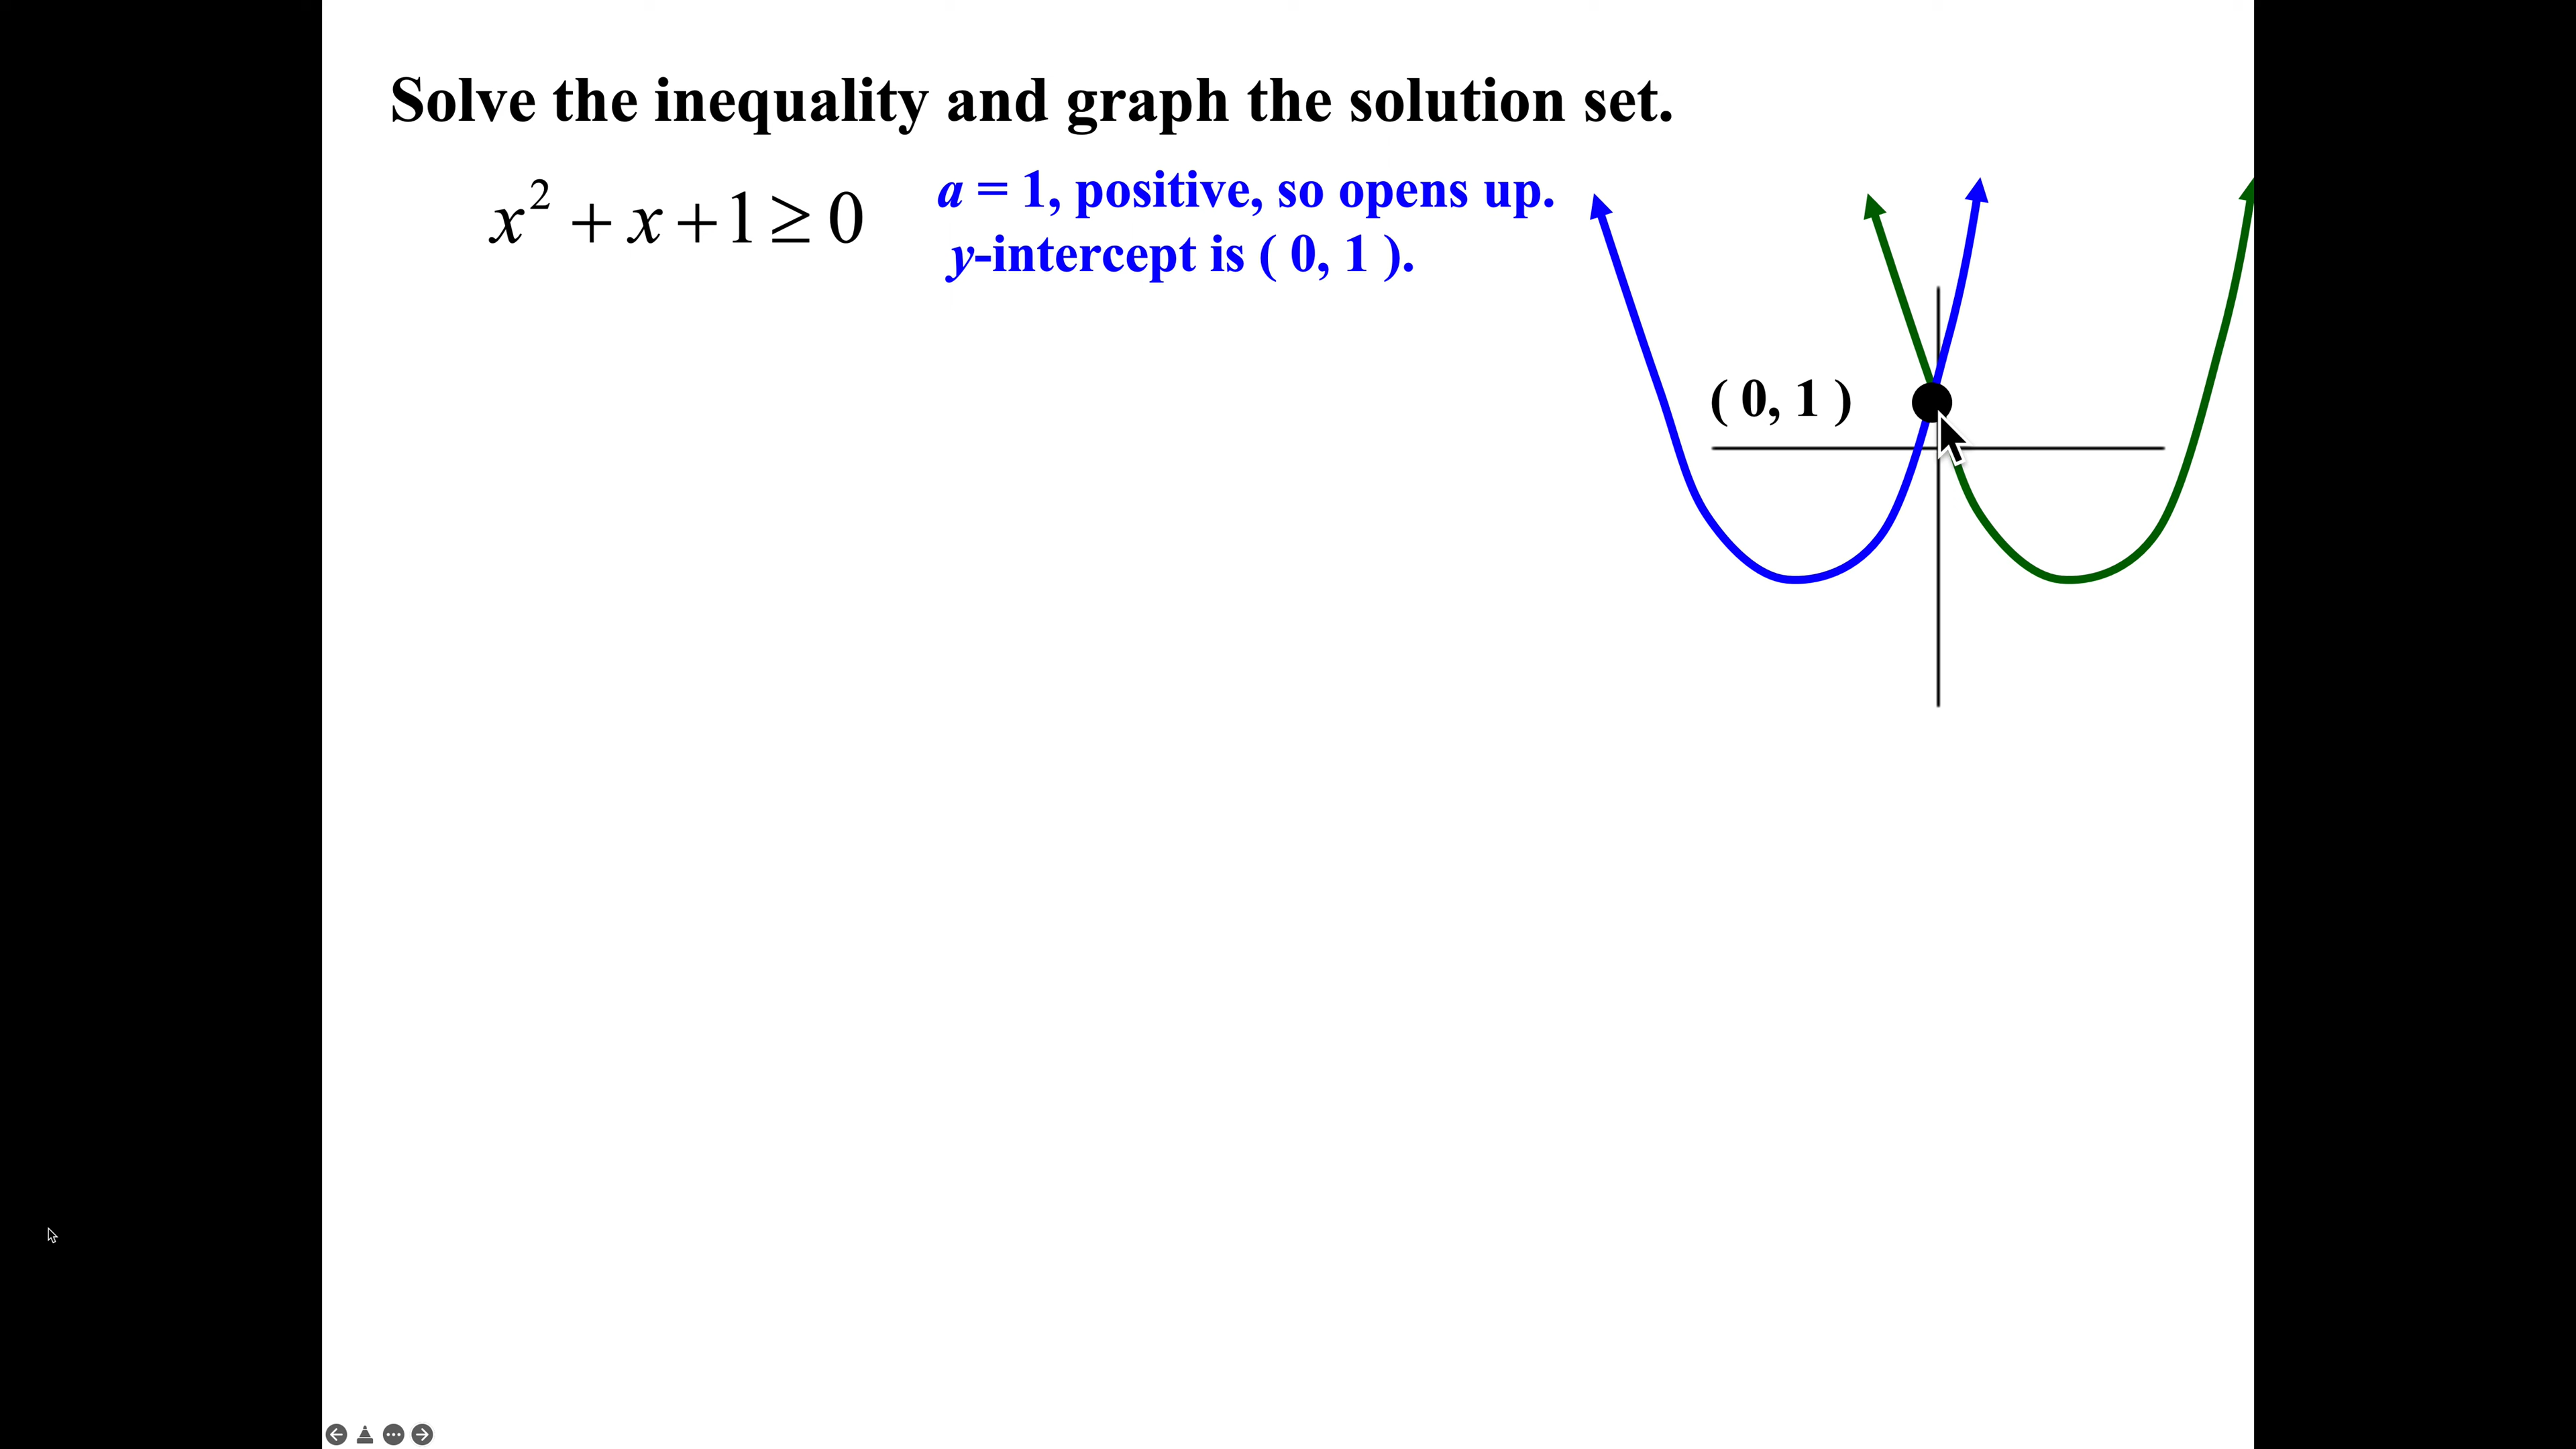 Solve the inequality and graph the solution set.
x² + x + 1 ≥ 0
a = 1, positive, so opens up.
y-intercept is ( 0, 1 ).
( 0, 1 )